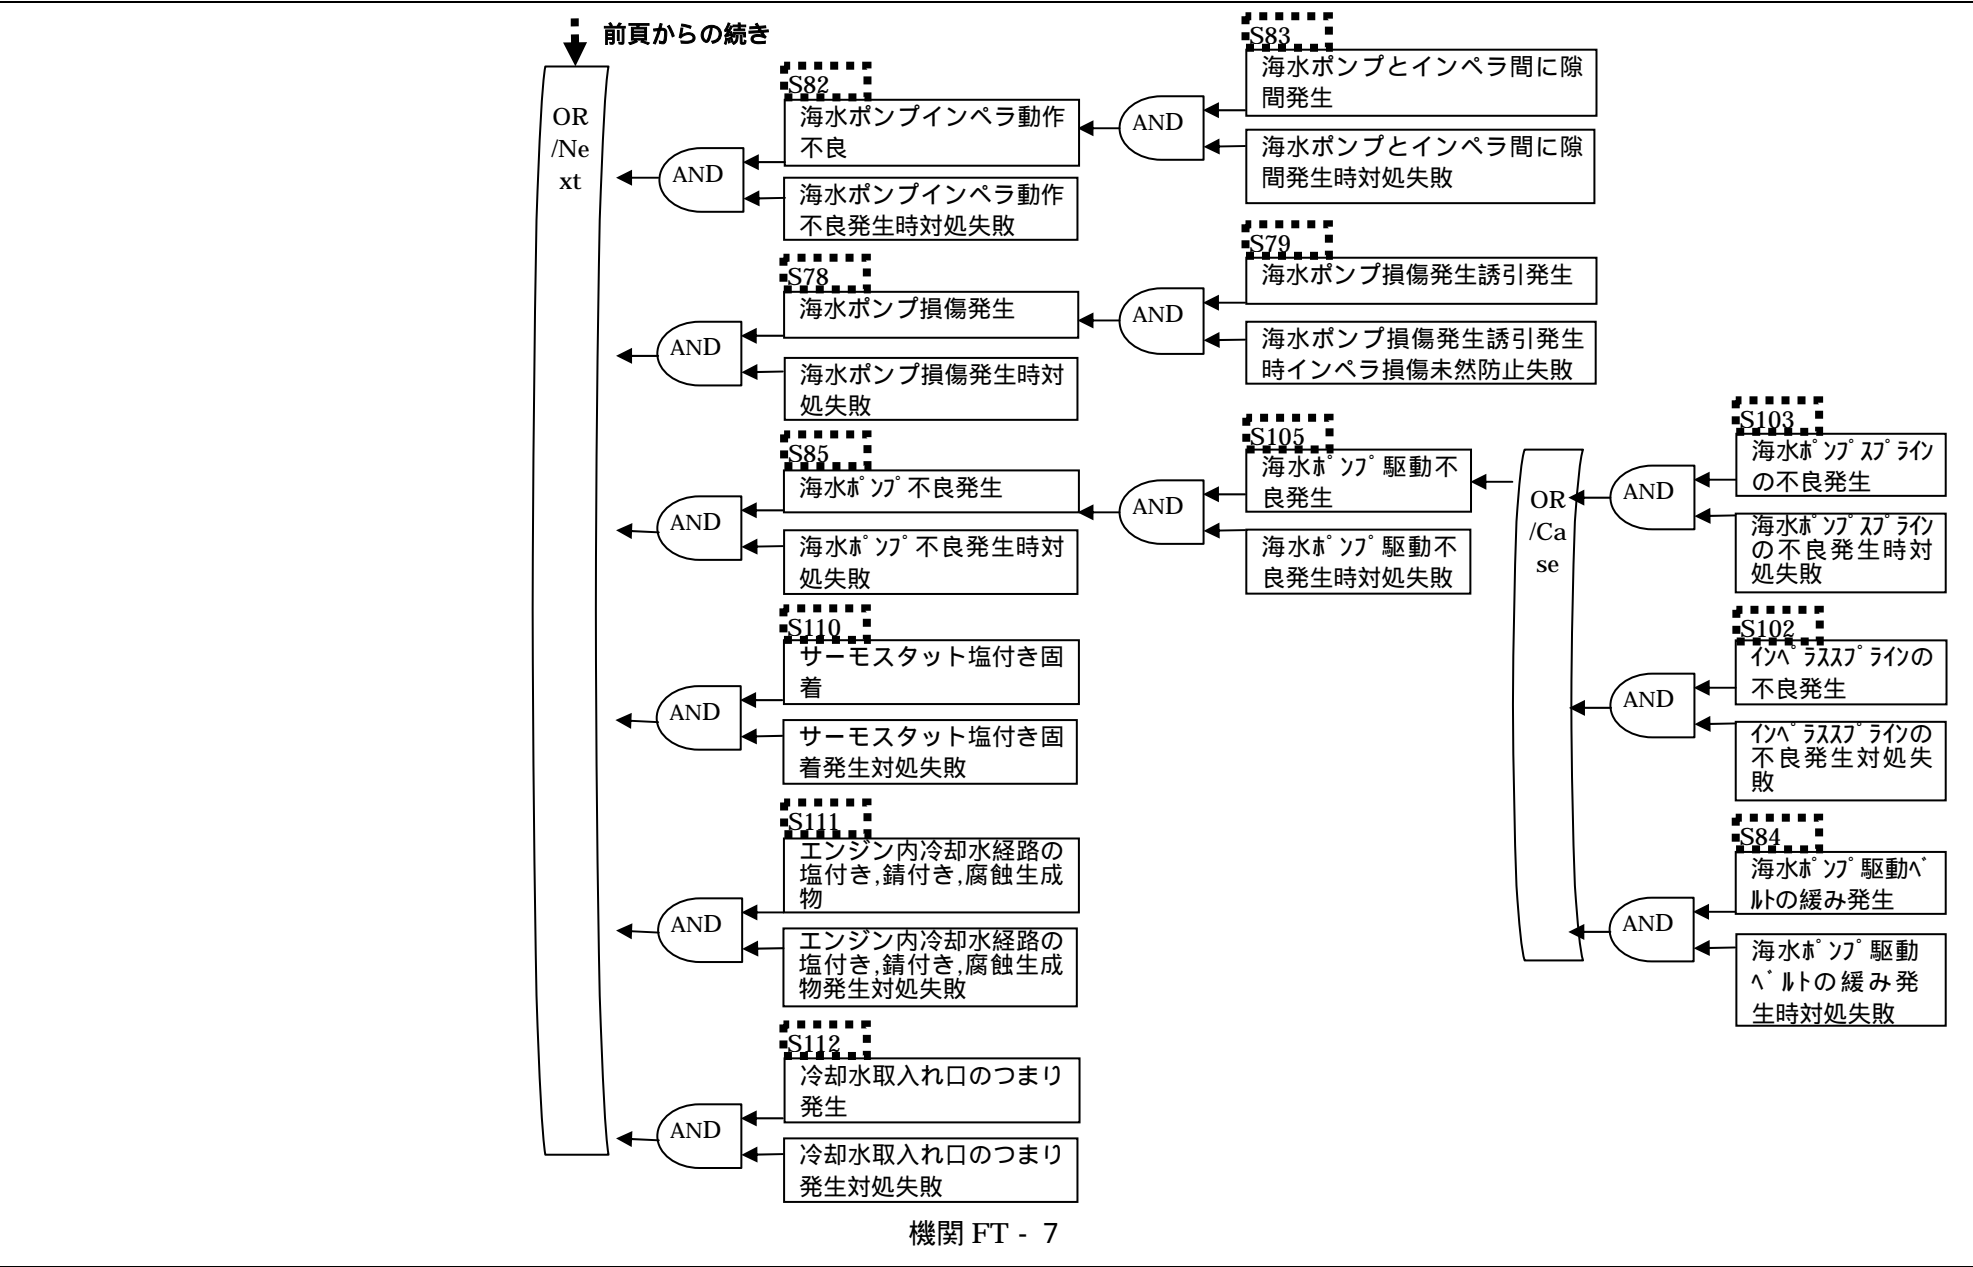 前頁からの続き
OR
/Ne
xt
S82
海水ポンプインペラ動作
不良
AND
海水ポンプインペラ動作
不良発生時対処失敗
AND
S83
海水ポンプとインペラ間に隙
間発生
海水ポンプとインペラ間に隙
間発生時対処失敗
S78
海水ポンプ損傷発生
AND
海水ポンプ損傷発生時対
処失敗
AND
S79
海水ポンプ損傷発生誘引発生
海水ポンプ損傷発生誘引発生
時インペラ損傷未然防止失敗
S85
海水ﾎﾟﾝﾌﾟ不良発生
AND
海水ﾎﾟﾝﾌﾟ不良発生時対
処失敗
AND
S105
海水ﾎﾟﾝﾌﾟ駆動不
良発生
海水ﾎﾟﾝﾌﾟ駆動不
良発生時対処失敗
OR
/Ca
se
AND
S103
海水ﾎﾟﾝﾌﾟｽﾌﾟﾗｲﾝ
の不良発生
海水ﾎﾟﾝﾌﾟｽﾌﾟﾗｲﾝ
の不良発生時対
処失敗
AND
S102
ｲﾝﾍﾟﾗｽｽﾌﾟﾗｲﾝの
不良発生
ｲﾝﾍﾟﾗｽｽﾌﾟﾗｲﾝの
不良発生対処失
敗
AND
S84
海水ﾎﾟﾝﾌﾟ駆動ﾍﾞ
ﾙﾄの緩み発生
海水ﾎﾟﾝﾌﾟ駆動
ﾍﾞﾙﾄの緩み発
生時対処失敗
S110
サーモスタット塩付き固
着
AND
サーモスタット塩付き固
着発生対処失敗
S111
エンジン内冷却水経路の
塩付き,錆付き,腐蝕生成
物
AND
エンジン内冷却水経路の
塩付き,錆付き,腐蝕生成
物発生対処失敗
S112
冷却水取入れ口のつまり
発生
AND
冷却水取入れ口のつまり
発生対処失敗
機関 FT - 7